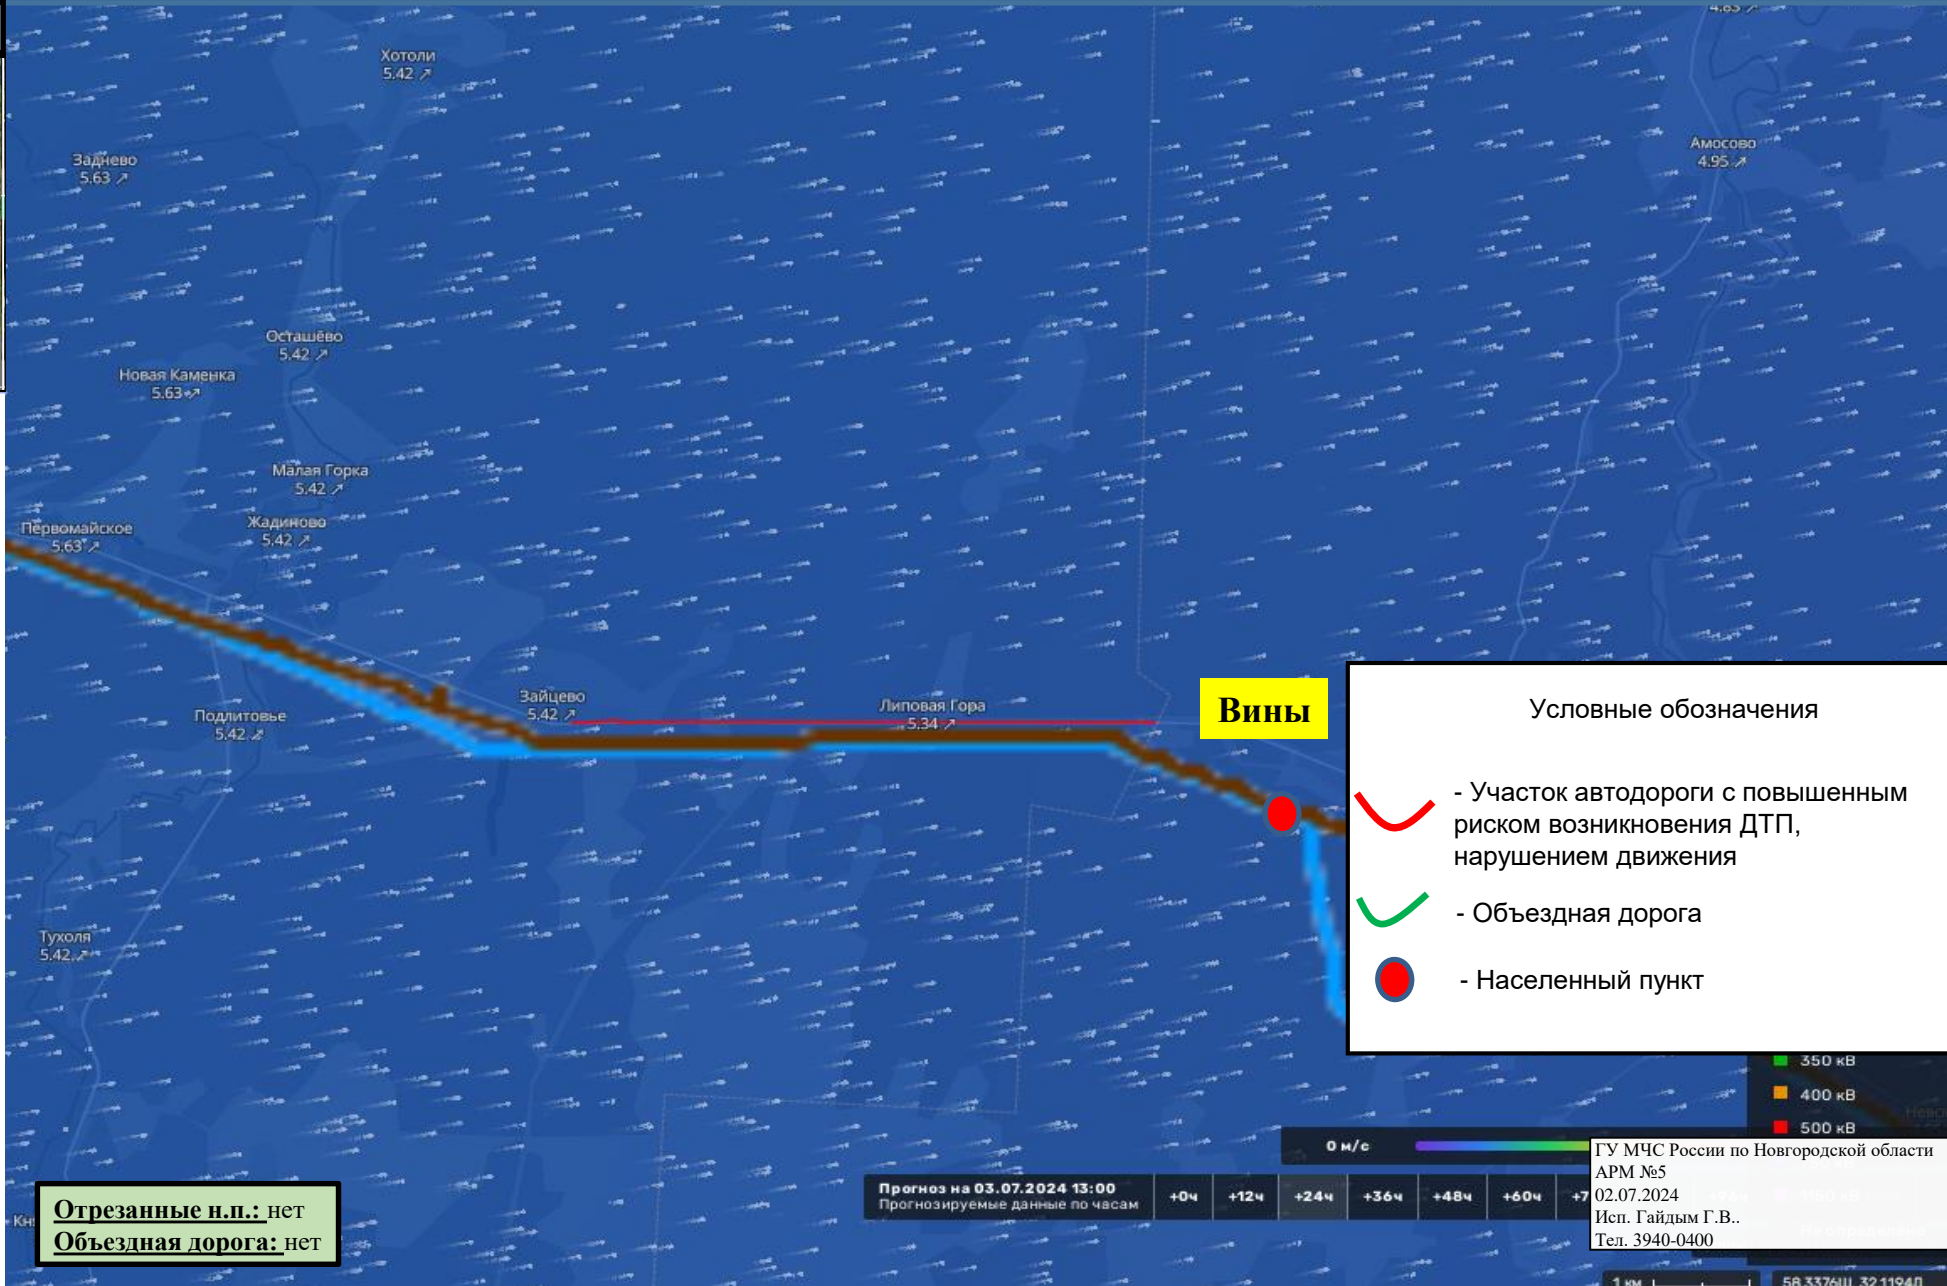 4.83
Хотоли
5.42
Амосово
4.95
Заднево
5.63
Осташёво
5.42
Новая Каменка
5.63
Малая Горка
5.42
Первомайское
5.63
Жадиново
5.42
Зайцево
5.42
Подлитовье
5.42
Липовая Гора
5.34
Вины
Условные обозначения
- Участок автодороги с повышенным
риском возникновения ДТП,
нарушением движения
- Объездная дорога
- Населенный пункт
Тухоля
5.42
350 кВ
400 кВ
500 кВ
0 м/с
Прогноз на 03.07.2024 13:00
Прогнозируемые данные по часам
+0ч +12ч +24ч +36ч +48ч +60ч +7
ГУ МЧС России по Новгородской области
АРМ №5
02.07.2024
Исп. Гайдым Г.В..
Тел. 3940-0400
Отрезанные н.п.: нет
Объездная дорога: нет
1 км